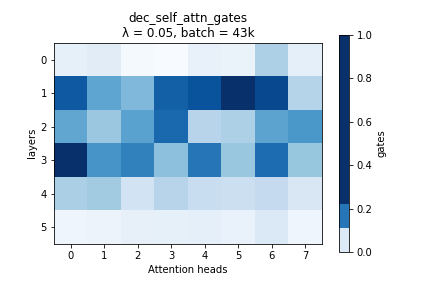 dec_self_attn_gates
λ = 0.05, batch = 43k
0
1
2
3
4
5
layers
0 1 2 3 4 5 6 7
Attention heads
1.0
0.8
0.6
0.4
0.2
0.0
gates